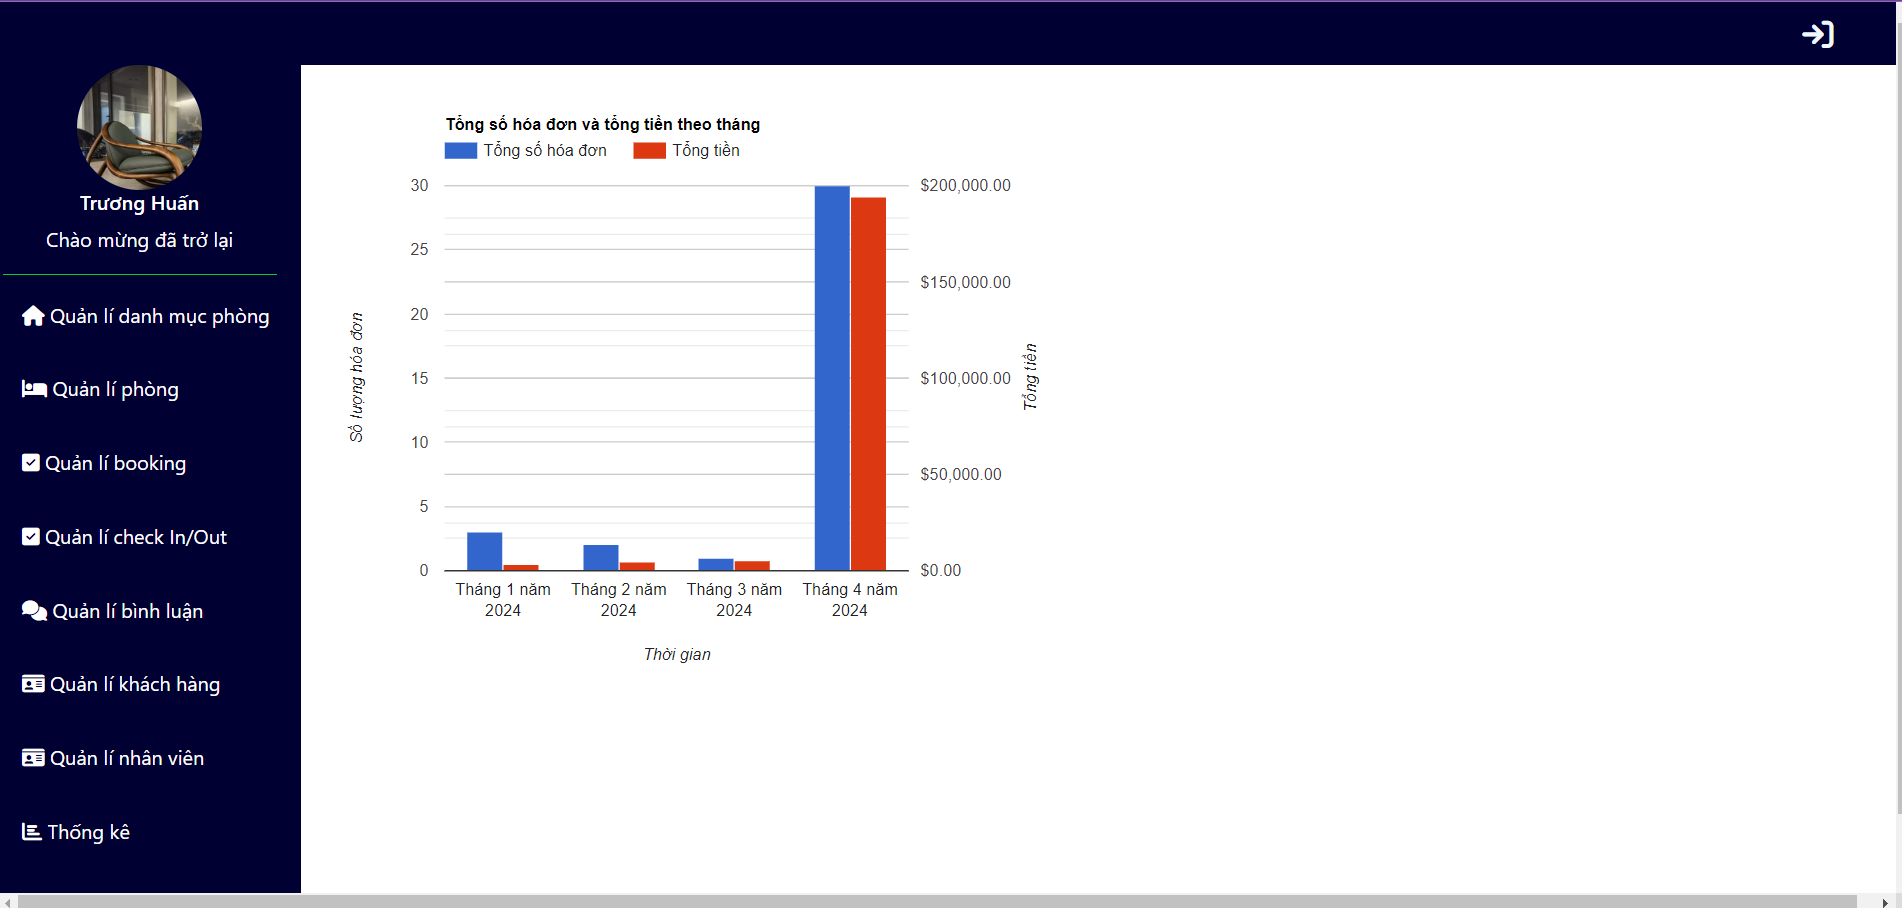 Trương Huấn
Chào mừng đã trở lại
Quản lí danh mục phòng
Quản lí phòng
Quản lí booking
Quản lí check In/Out
Quản lí bình luận
Quản lí khách hàng
Quản lí nhân viên
Thống kê
Tổng số hóa đơn và tổng tiền theo tháng
Tổng số hóa đơn
Tổng tiền
Số lượng hóa đơn
30
25
20
15
10
5
0
$200,000.00
$150,000.00
$100,000.00
$50,000.00
$0.00
Tổng tiền
Tháng 1 năm
2024
Tháng 2 năm
2024
Tháng 3 năm
2024
Tháng 4 năm
2024
Thời gian